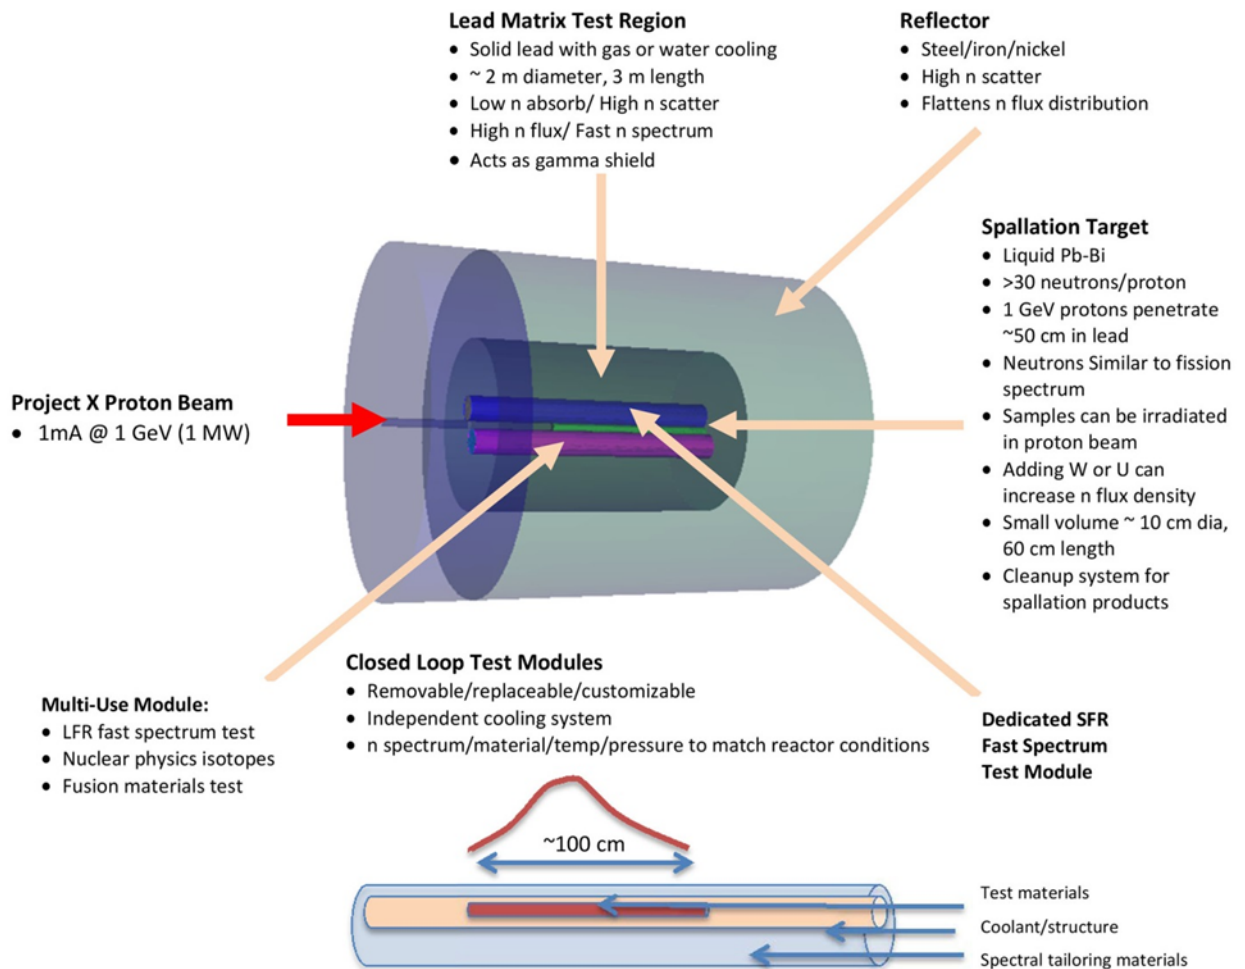 Lead Matrix Test Region
• Solid lead with gas or water cooling
• ~ 2 m diameter, 3 m length
• Low n absorb/ High n scatter
• High n flux/ Fast n spectrum
• Acts as gamma shield
Reflector
• Steel/iron/nickel
• High n scatter
• Flattens n flux distribution
Spallation Target
• Liquid Pb-Bi
• >30 neutrons/proton
• 1 GeV protons penetrate
~50 cm in lead
• Neutrons Similar to fission
spectrum
• Samples can be irradiated
in proton beam
• Adding W or U can
increase n flux density
• Small volume ~ 10 cm dia,
60 cm length
• Cleanup system for
spallation products
Project X Proton Beam
• 1mA @ 1 GeV (1 MW)
Multi-Use Module:
• LFR fast spectrum test
• Nuclear physics isotopes
• Fusion materials test
Closed Loop Test Modules
• Removable/replaceable/customizable
• Independent cooling system
• n spectrum/material/temp/pressure to match reactor conditions
Dedicated SFR
Fast Spectrum
Test Module
~100 cm
Test materials
Coolant/structure
Spectral tailoring materials